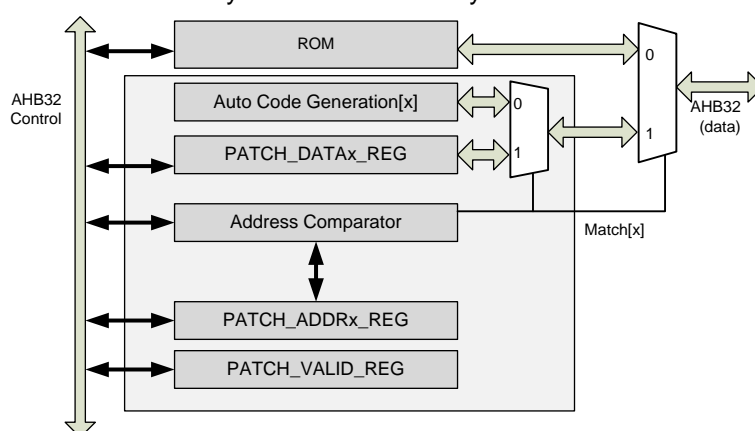 ROM
0
AHB32
Control
AHB32
(data)
Auto Code Generation[x]
0
1
PATCH_DATAx_REG
1
Address Comparator
Match[x]
PATCH_ADDRx_REG
PATCH_VALID_REG